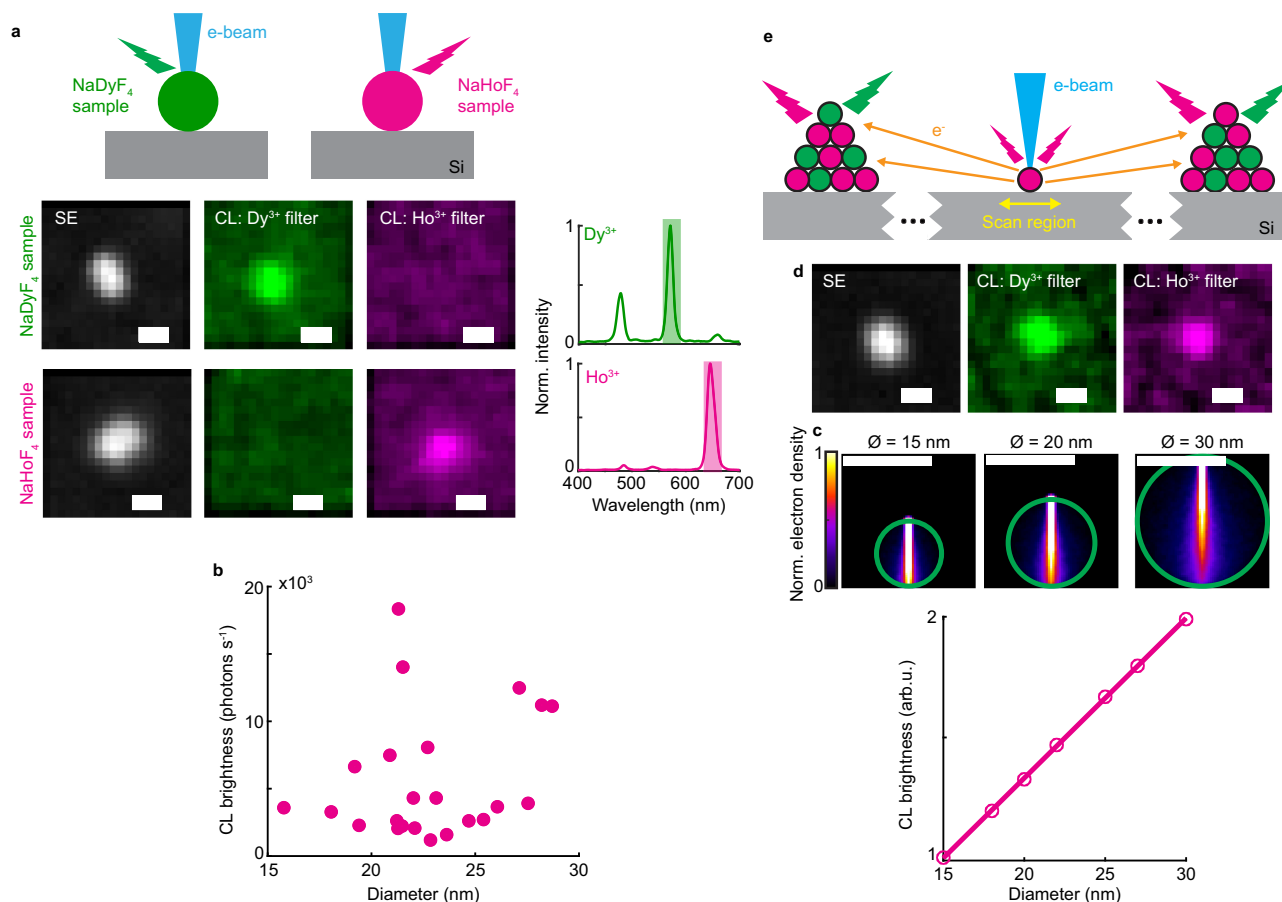 a
e-beam
NaDyF₄
sample
NaHoF₄
sample
Si
NaDyF₄ sample
SE
CL: Dy³⁺ filter
CL: Ho³⁺ filter
NaHoF₄ sample
Norm. intensity
1
Dy³⁺
0
1
Ho³⁺
0
400 500 600 700
Wavelength (nm)
b
x10³
20
10
0
CL brightness (photons s⁻¹)
15 20 25 30
Diameter (nm)
e
e-beam
e⁻
...
Scan region
...
Si
d
SE
CL: Dy³⁺ filter
CL: Ho³⁺ filter
c
Ø = 15 nm
Ø = 20 nm
Ø = 30 nm
Norm. electron density
1
0
2
1
CL brightness (arb.u.)
15 20 25 30
Diameter (nm)